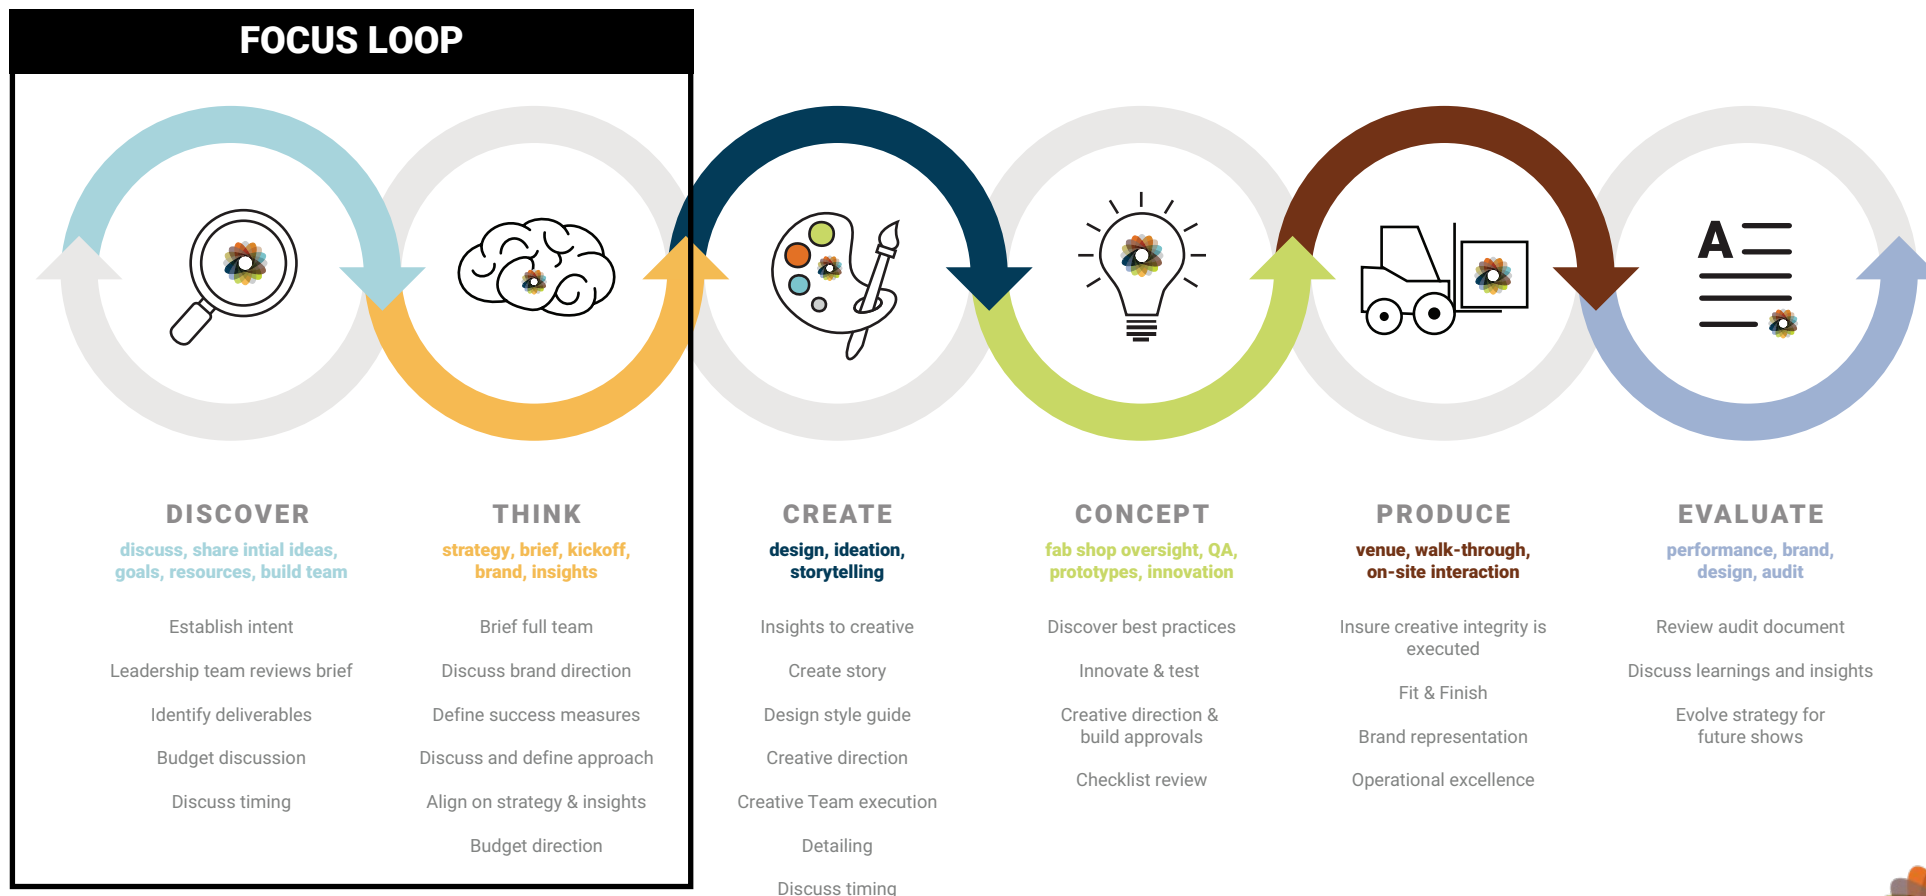 FOCUS LOOP
A
DISCOVER
discuss, share intial ideas,
goals, resources, build team
Establish intent
Leadership team reviews brief
Identify deliverables
Budget discussion
Discuss timing
THINK
strategy, brief, kickoff,
brand, insights
Brief full team
Discuss brand direction
Define success measures
Discuss and define approach
Align on strategy & insights
Budget direction
CREATE
design, ideation,
storytelling
Insights to creative
Create story
Design style guide
Creative direction
Creative Team execution
Detailing
Discuss timing
CONCEPT
fab shop oversight, QA,
prototypes, innovation
Discover best practices
Innovate & test
Creative direction &
build approvals
Checklist review
PRODUCE
venue, walk-through,
on-site interaction
Insure creative integrity is
executed
Fit & Finish
Brand representation
Operational excellence
EVALUATE
performance, brand,
design, audit
Review audit document
Discuss learnings and insights
Evolve strategy for
future shows